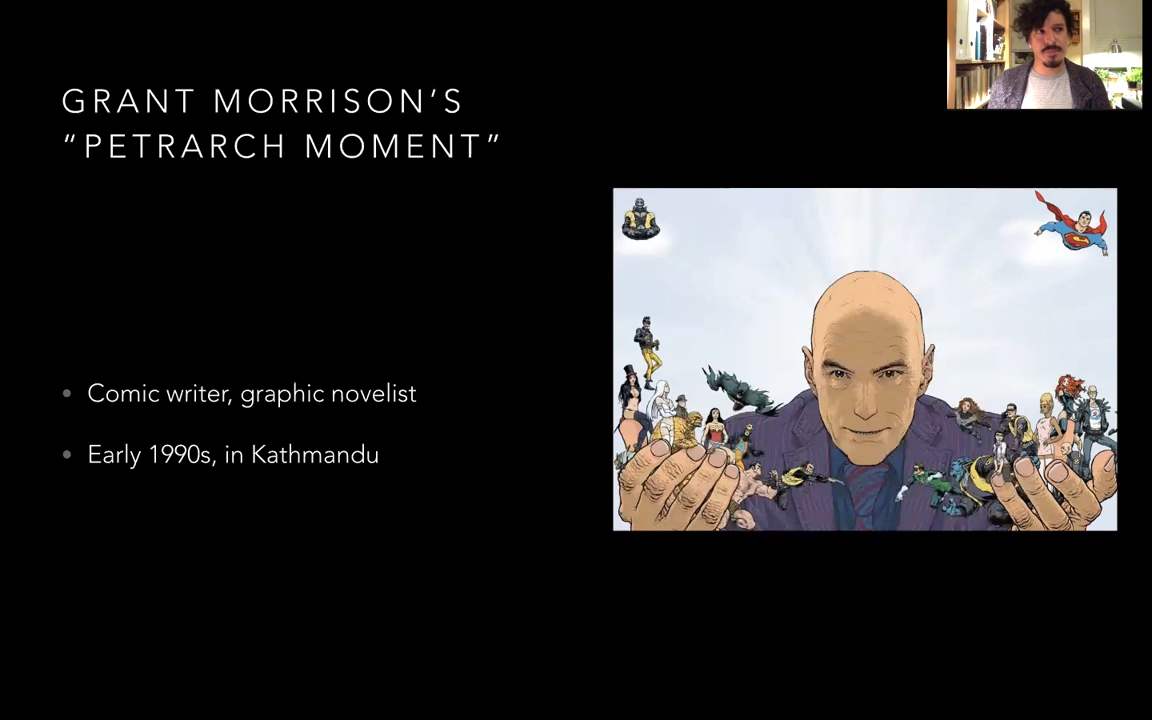 GRANT MORRISON’S
“PETRARCH MOMENT”
• Comic writer, graphic novelist
• Early 1990s, in Kathmandu